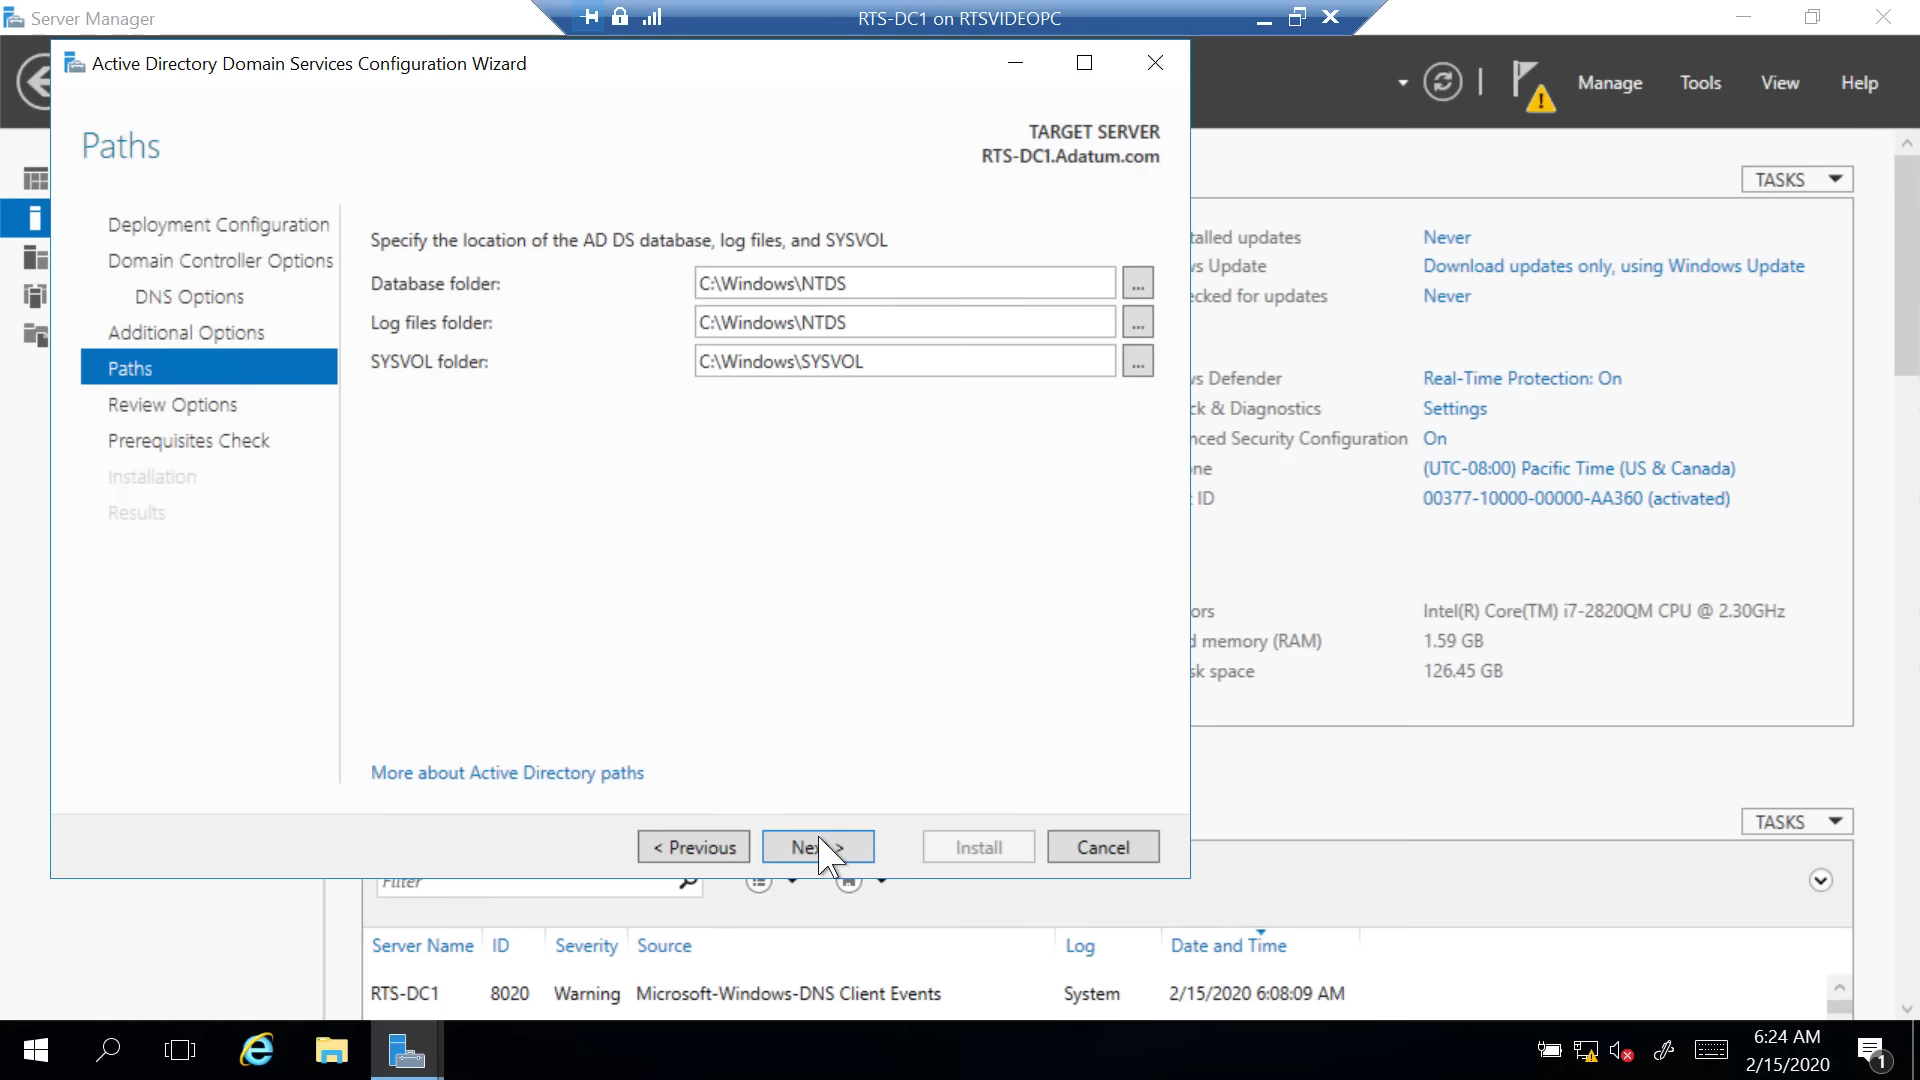 Server Manager
RTS-DC1 on RTSVIDEOPC
Active Directory Domain Services Configuration Wizard
Manage
Tools
View
Help
Paths
TARGET SERVER
RTS-DC1.Adatum.com
TASKS
Deployment Configuration
Domain Controller Options
DNS Options
Additional Options
Paths
Review Options
Prerequisites Check
Installation
Results
Specify the location of the AD DS database, log files, and SYSVOL
Database folder:
C:\Windows\NTDS
...
Log files folder:
C:\Windows\NTDS
...
SYSVOL folder:
C:\Windows\SYSVOL
...
More about Active Directory paths
< Previous
Next >
Install
Cancel
talled updates
Never
vs Update
Download updates only, using Windows Update
ecked for updates
Never
vs Defender
Real-Time Protection: On
ck & Diagnostics
Settings
nced Security Configuration
On
ne
(UTC-08:00) Pacific Time (US & Canada)
ID
00377-10000-00000-AA360 (activated)
ors
Intel(R) Core(TM) i7-2820QM CPU @ 2.30GHz
d memory (RAM)
1.59 GB
sk space
126.45 GB
TASKS
Filter
Server Name ID Severity Source Log Date and Time
RTS-DC1 8020 Warning Microsoft-Windows-DNS Client Events System 2/15/2020 6:08:09 AM
6:24 AM
2/15/2020
1